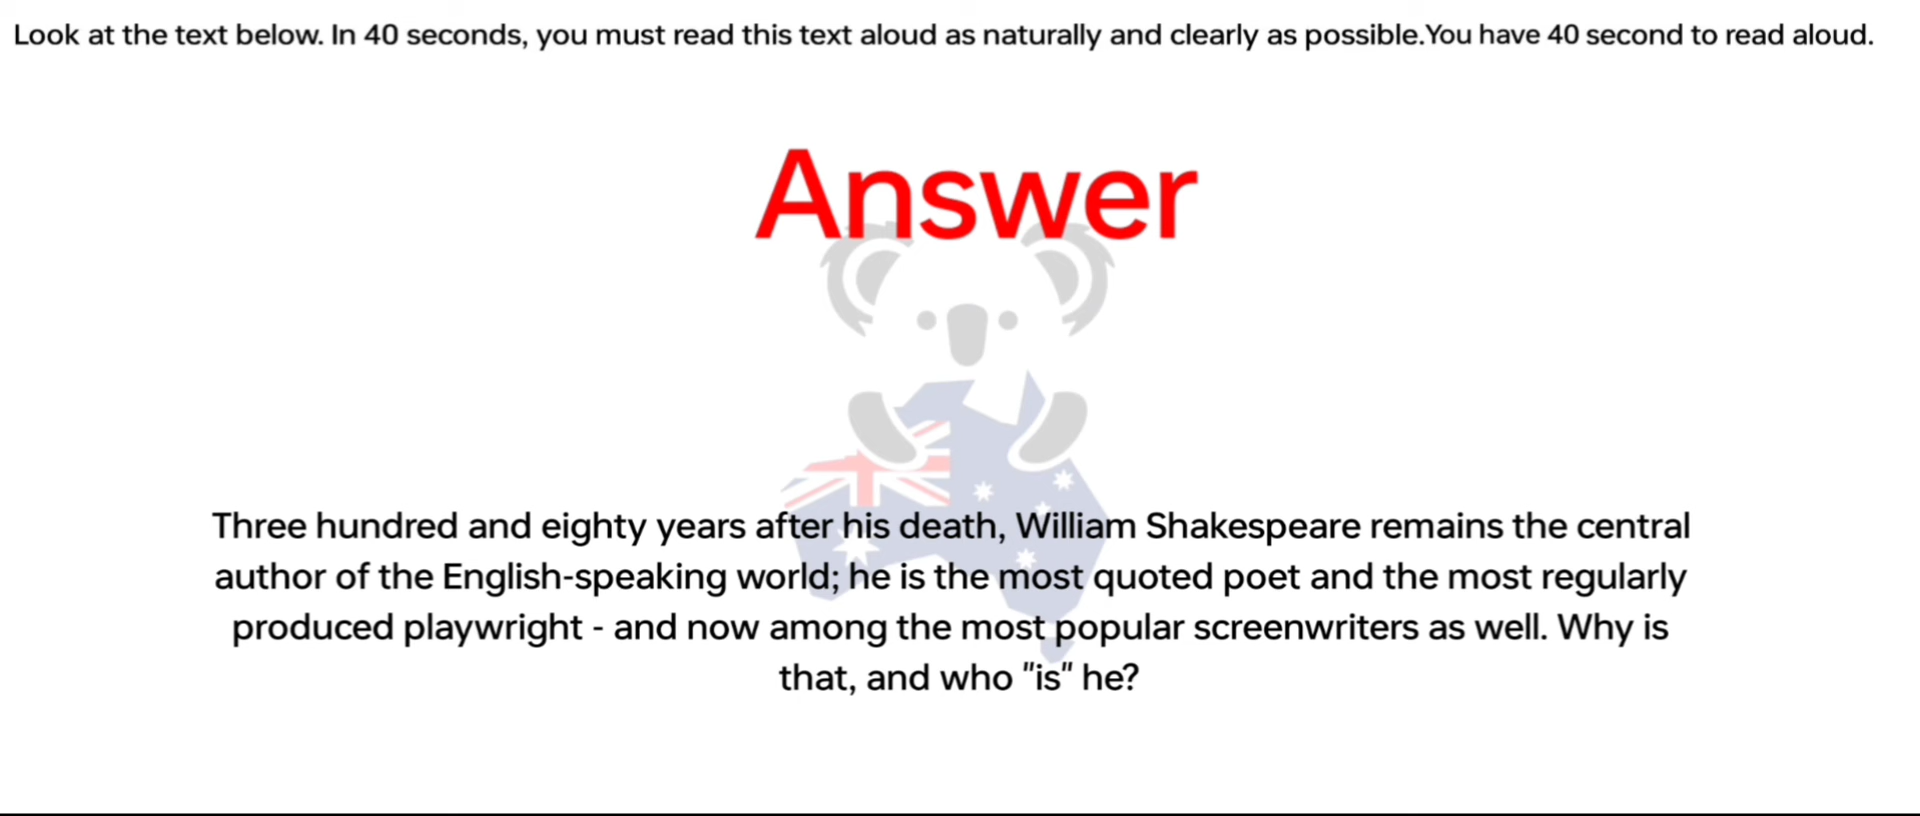 Look at the text below. In 40 seconds, you must read this text aloud as naturally and clearly as possible.You have 40 second to read aloud.
Answer
Three hundred and eighty years after his death, William Shakespeare remains the central
author of the English-speaking world; he is the most quoted poet and the most regularly
produced playwright - and now among the most popular screenwriters as well. Why is
that, and who "is" he?